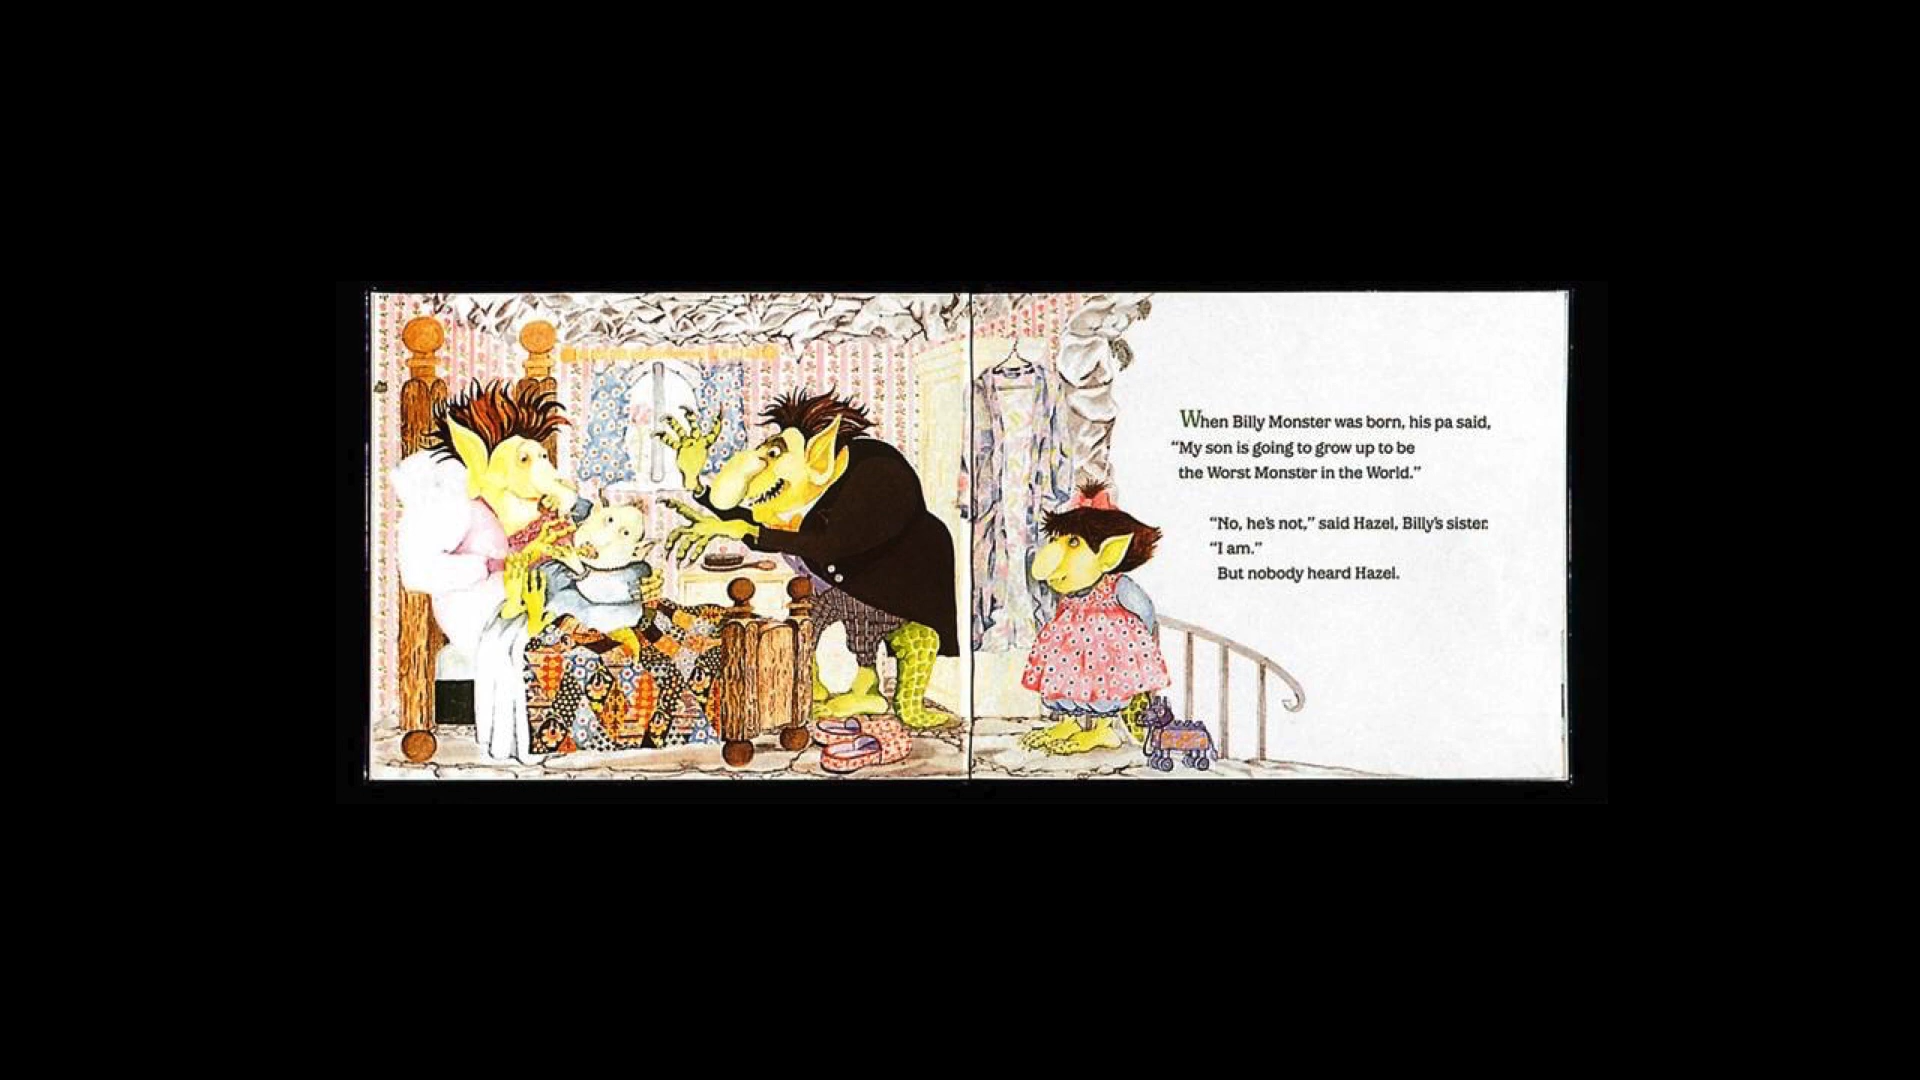 When Billy Monster was born, his pa said,
“My son is going to grow up to be
the Worst Monster in the World.”
“No, he’s not,” said Hazel, Billy’s sister.
“I am.”
But nobody heard Hazel.